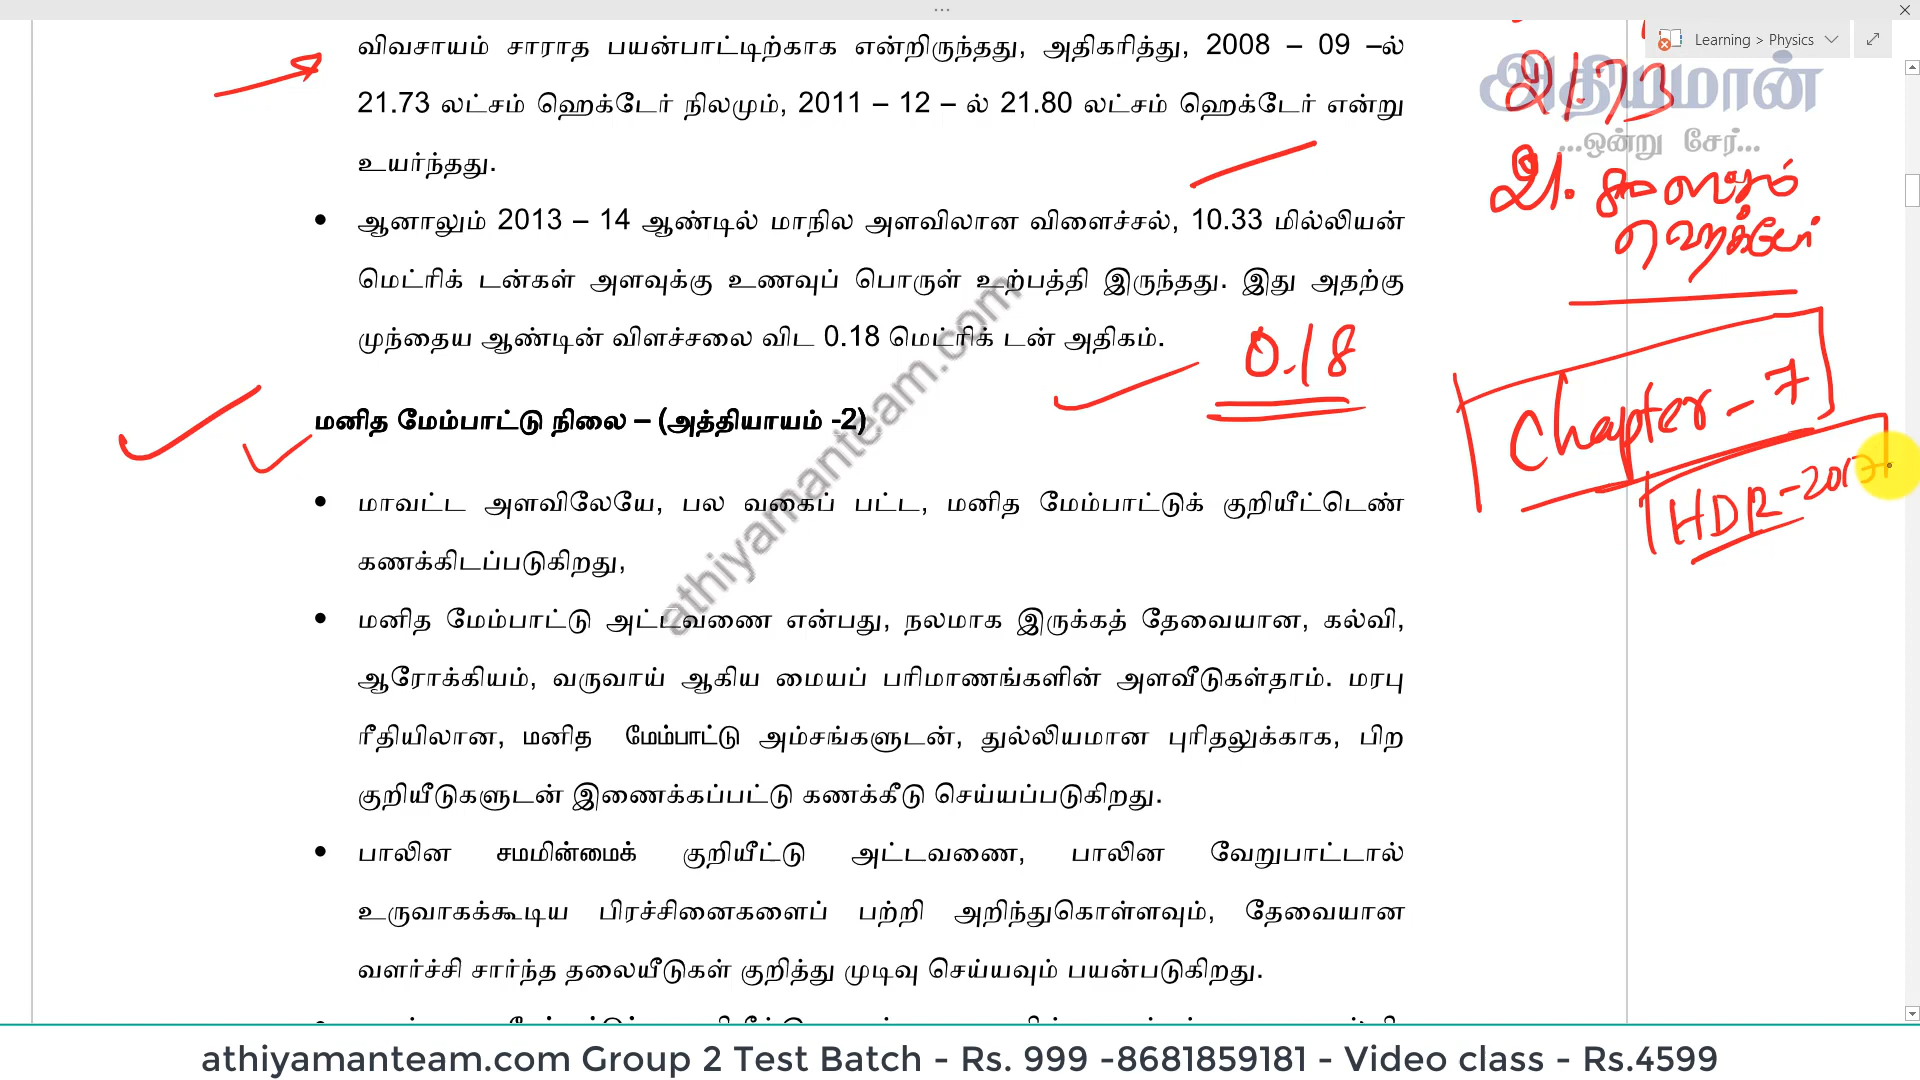 Learning > Physics
அதியமான்
...ஒன்று சேர்...
விவசாயம் சாராத பயன்பாட்டிற்காக என்றிருந்தது, அதிகரித்து, 2008 – 09 –ல்
21.73 லட்சம் ஹெக்டேர் நிலமும், 2011 – 12 – ல் 21.80 லட்சம் ஹெக்டேர் என்று
உயர்ந்தது.
ஆனாலும் 2013 – 14 ஆண்டில் மாநில அளவிலான விளைச்சல், 10.33 மில்லியன்
மெட்ரிக் டன்கள் அளவுக்கு உணவுப் பொருள் உற்பத்தி இருந்தது. இது அதற்கு
முந்தைய ஆண்டின் விளச்சலை விட 0.18 மெட்ரிக் டன் அதிகம்.
0.18
Chapter - 7
HDR - 2017
மனித மேம்பாட்டு நிலை – (அத்தியாயம் -2)
மாவட்ட அளவிலேயே, பல வகைப் பட்ட, மனித மேம்பாட்டுக் குறியீட்டெண்
கணக்கிடப்படுகிறது,
மனித மேம்பாட்டு அட்டவணை என்பது, நலமாக இருக்கத் தேவையான, கல்வி,
ஆரோக்கியம், வருவாய் ஆகிய மையப் பரிமாணங்களின் அளவீடுகள்தாம். மரபு
ரீதியிலான, மனித மேம்பாட்டு அம்சங்களுடன், துல்லியமான புரிதலுக்காக, பிற
குறியீடுகளுடன் இணைக்கப்பட்டு கணக்கீடு செய்யப்படுகிறது.
பாலின சமமின்மைக் குறியீட்டு அட்டவணை, பாலின வேறுபாட்டால்
உருவாகக்கூடிய பிரச்சினைகளைப் பற்றி அறிந்துகொள்ளவும், தேவையான
வளர்ச்சி சார்ந்த தலையீடுகள் குறித்து முடிவு செய்யவும் பயன்படுகிறது.
athiyamanteam.com
athiyamanteam.com Group 2 Test Batch - Rs. 999 -8681859181 - Video class - Rs.4599